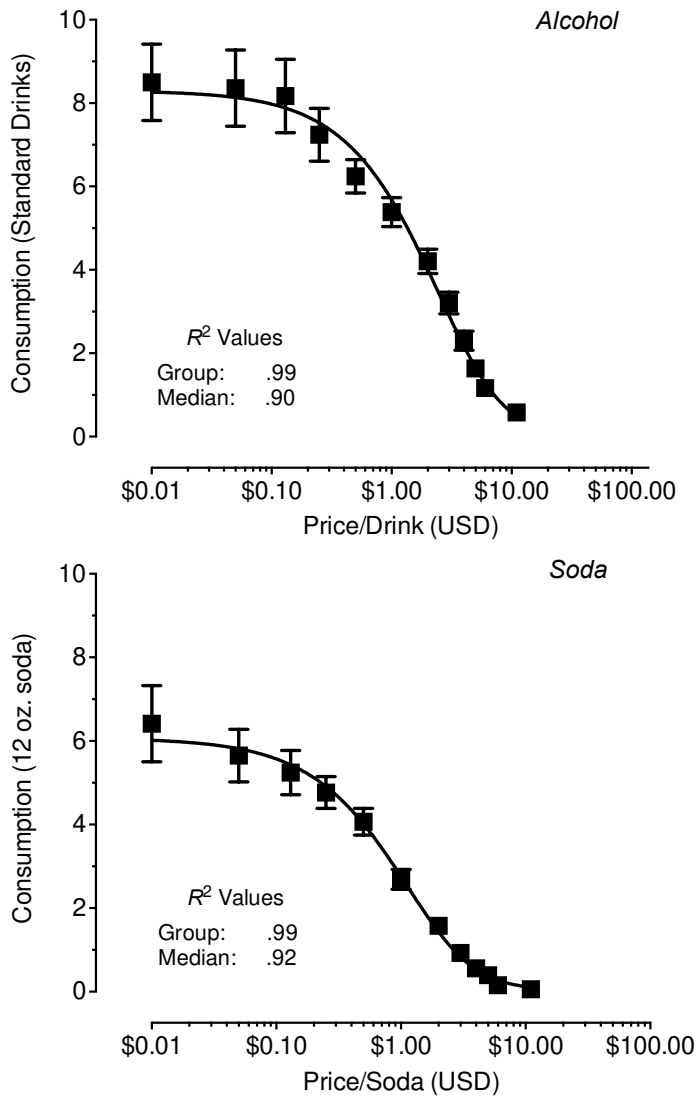 Alcohol
10
8
6
4
2
0
Consumption (Standard Drinks)
R² Values
Group: .99
Median: .90
$0.01 $0.10 $1.00 $10.00 $100.00
Price/Drink (USD)
Soda
10
8
6
4
2
0
Consumption (12 oz. soda)
R² Values
Group: .99
Median: .92
$0.01 $0.10 $1.00 $10.00 $100.00
Price/Soda (USD)